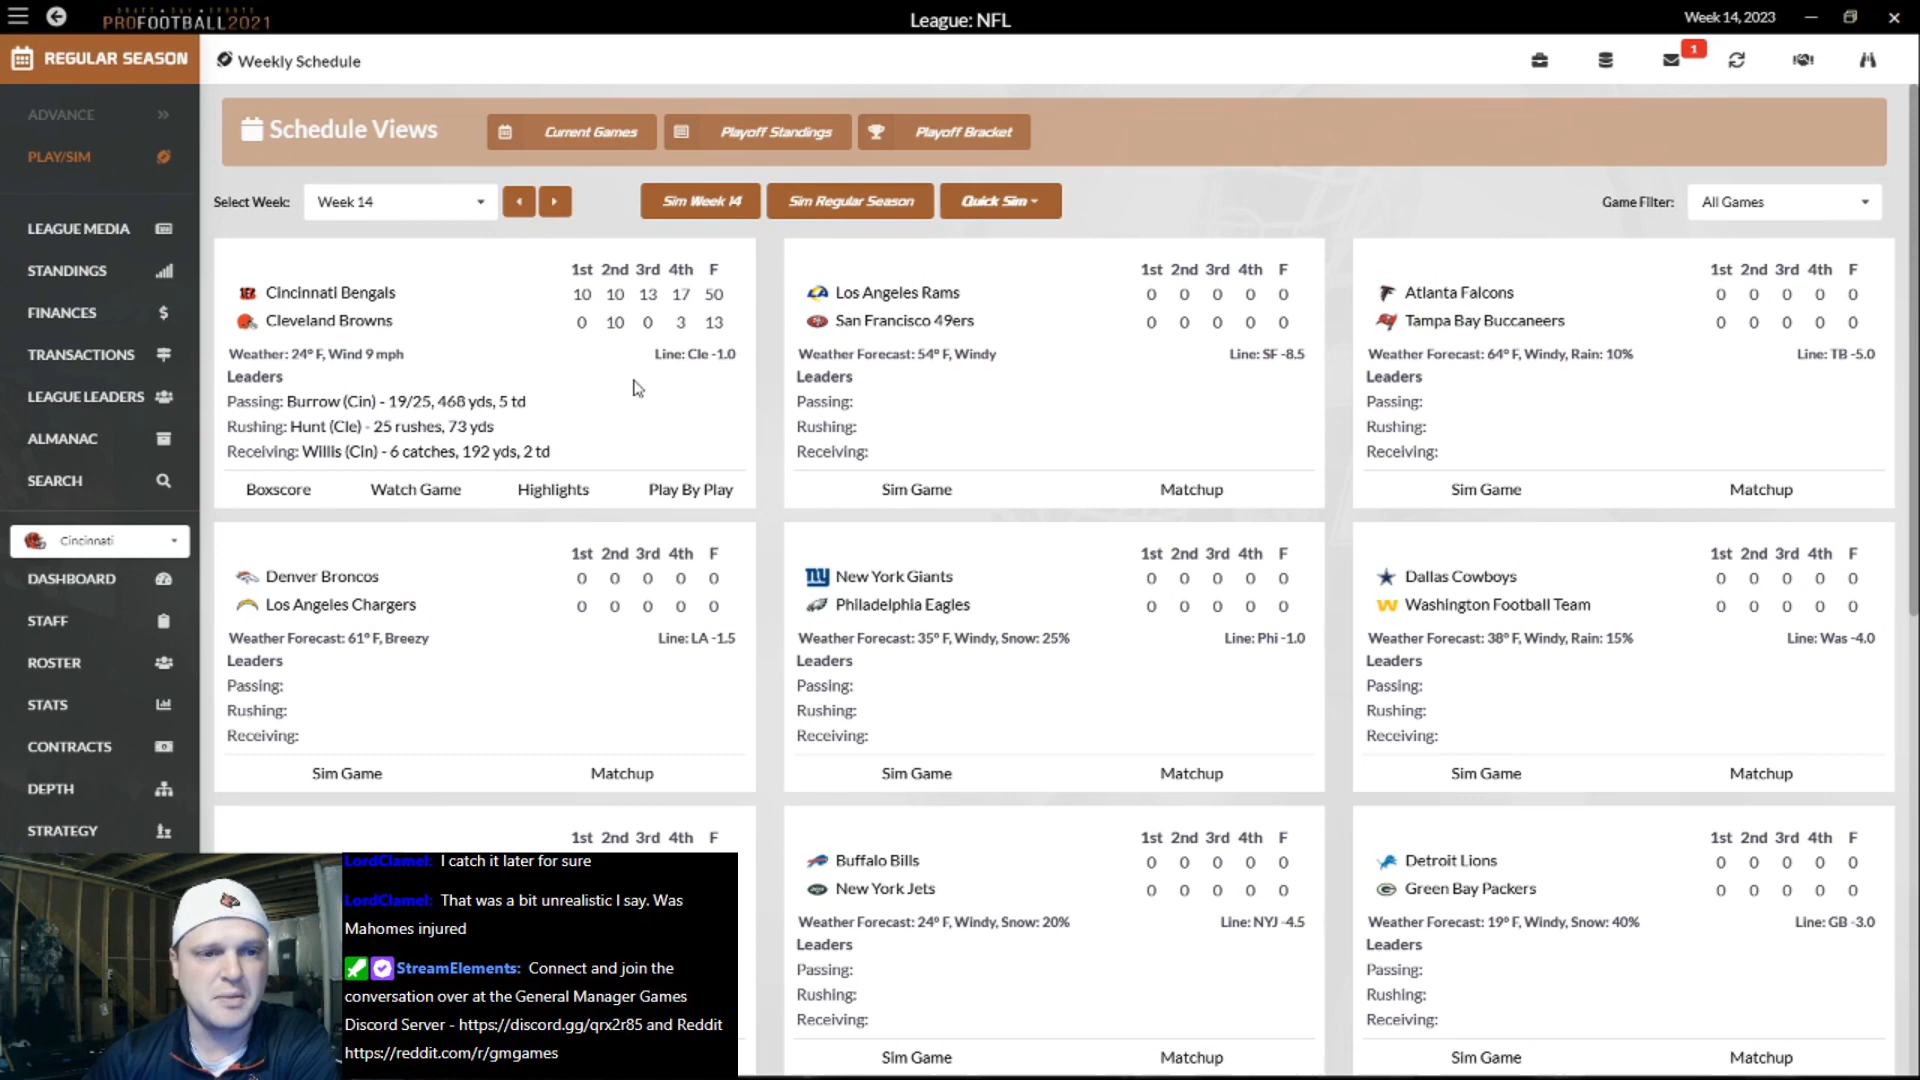 DRAFT DAY SPORTS
PROFOOTBALL2021
League: NFL
Week 14, 2023
REGULAR SEASON
Weekly Schedule
1
ADVANCE
PLAY/SIM
LEAGUE MEDIA
STANDINGS
FINANCES
$
TRANSACTIONS
LEAGUE LEADERS
ALMANAC
SEARCH
Cincinnati
DASHBOARD
STAFF
ROSTER
STATS
CONTRACTS
DEPTH
STRATEGY
Schedule Views
Current Games
Playoff Standings
Playoff Bracket
Select Week: Week 14
Sim Week 14
Sim Regular Season
Quick Sim
Game Filter: All Games
1st 2nd 3rd 4th F
Cincinnati Bengals 10 10 13 17 50
Cleveland Browns 0 10 0 3 13
Weather: 24° F, Wind 9 mph Line: Cle -1.0
Leaders
Passing: Burrow (Cin) - 19/25, 468 yds, 5 td
Rushing: Hunt (Cle) - 25 rushes, 73 yds
Receiving: Willis (Cin) - 6 catches, 192 yds, 2 td
Boxscore Watch Game Highlights Play By Play
1st 2nd 3rd 4th F
Los Angeles Rams 0 0 0 0 0
San Francisco 49ers 0 0 0 0 0
Weather Forecast: 54° F, Windy Line: SF -8.5
Leaders
Passing:
Rushing:
Receiving:
Sim Game Matchup
1st 2nd 3rd 4th F
Atlanta Falcons 0 0 0 0 0
Tampa Bay Buccaneers 0 0 0 0 0
Weather Forecast: 64° F, Windy, Rain: 10% Line: TB -5.0
Leaders
Passing:
Rushing:
Receiving:
Sim Game Matchup
1st 2nd 3rd 4th F
Denver Broncos 0 0 0 0 0
Los Angeles Chargers 0 0 0 0 0
Weather Forecast: 61° F, Breezy Line: LA -1.5
Leaders
Passing:
Rushing:
Receiving:
Sim Game Matchup
1st 2nd 3rd 4th F
New York Giants 0 0 0 0 0
Philadelphia Eagles 0 0 0 0 0
Weather Forecast: 35° F, Windy, Snow: 25% Line: Phi -1.0
Leaders
Passing:
Rushing:
Receiving:
Sim Game Matchup
1st 2nd 3rd 4th F
Dallas Cowboys 0 0 0 0 0
Washington Football Team 0 0 0 0 0
Weather Forecast: 38° F, Windy, Rain: 15% Line: Was -4.0
Leaders
Passing:
Rushing:
Receiving:
Sim Game Matchup
1st 2nd 3rd 4th F
1st 2nd 3rd 4th F
Buffalo Bills 0 0 0 0 0
New York Jets 0 0 0 0 0
Weather Forecast: 24° F, Windy, Snow: 20% Line: NYJ -4.5
Leaders
Passing:
Rushing:
Receiving:
Sim Game Matchup
1st 2nd 3rd 4th F
Detroit Lions 0 0 0 0 0
Green Bay Packers 0 0 0 0 0
Weather Forecast: 19° F, Windy, Snow: 40% Line: GB -3.0
Leaders
Passing:
Rushing:
Receiving:
Sim Game Matchup
LordClamel: I catch it later for sure
LordClamel: That was a bit unrealistic I say. Was
Mahomes injured
StreamElements: Connect and join the
conversation over at the General Manager Games
Discord Server - https://discord.gg/qrx2r85 and Reddit
https://reddit.com/r/gmgames